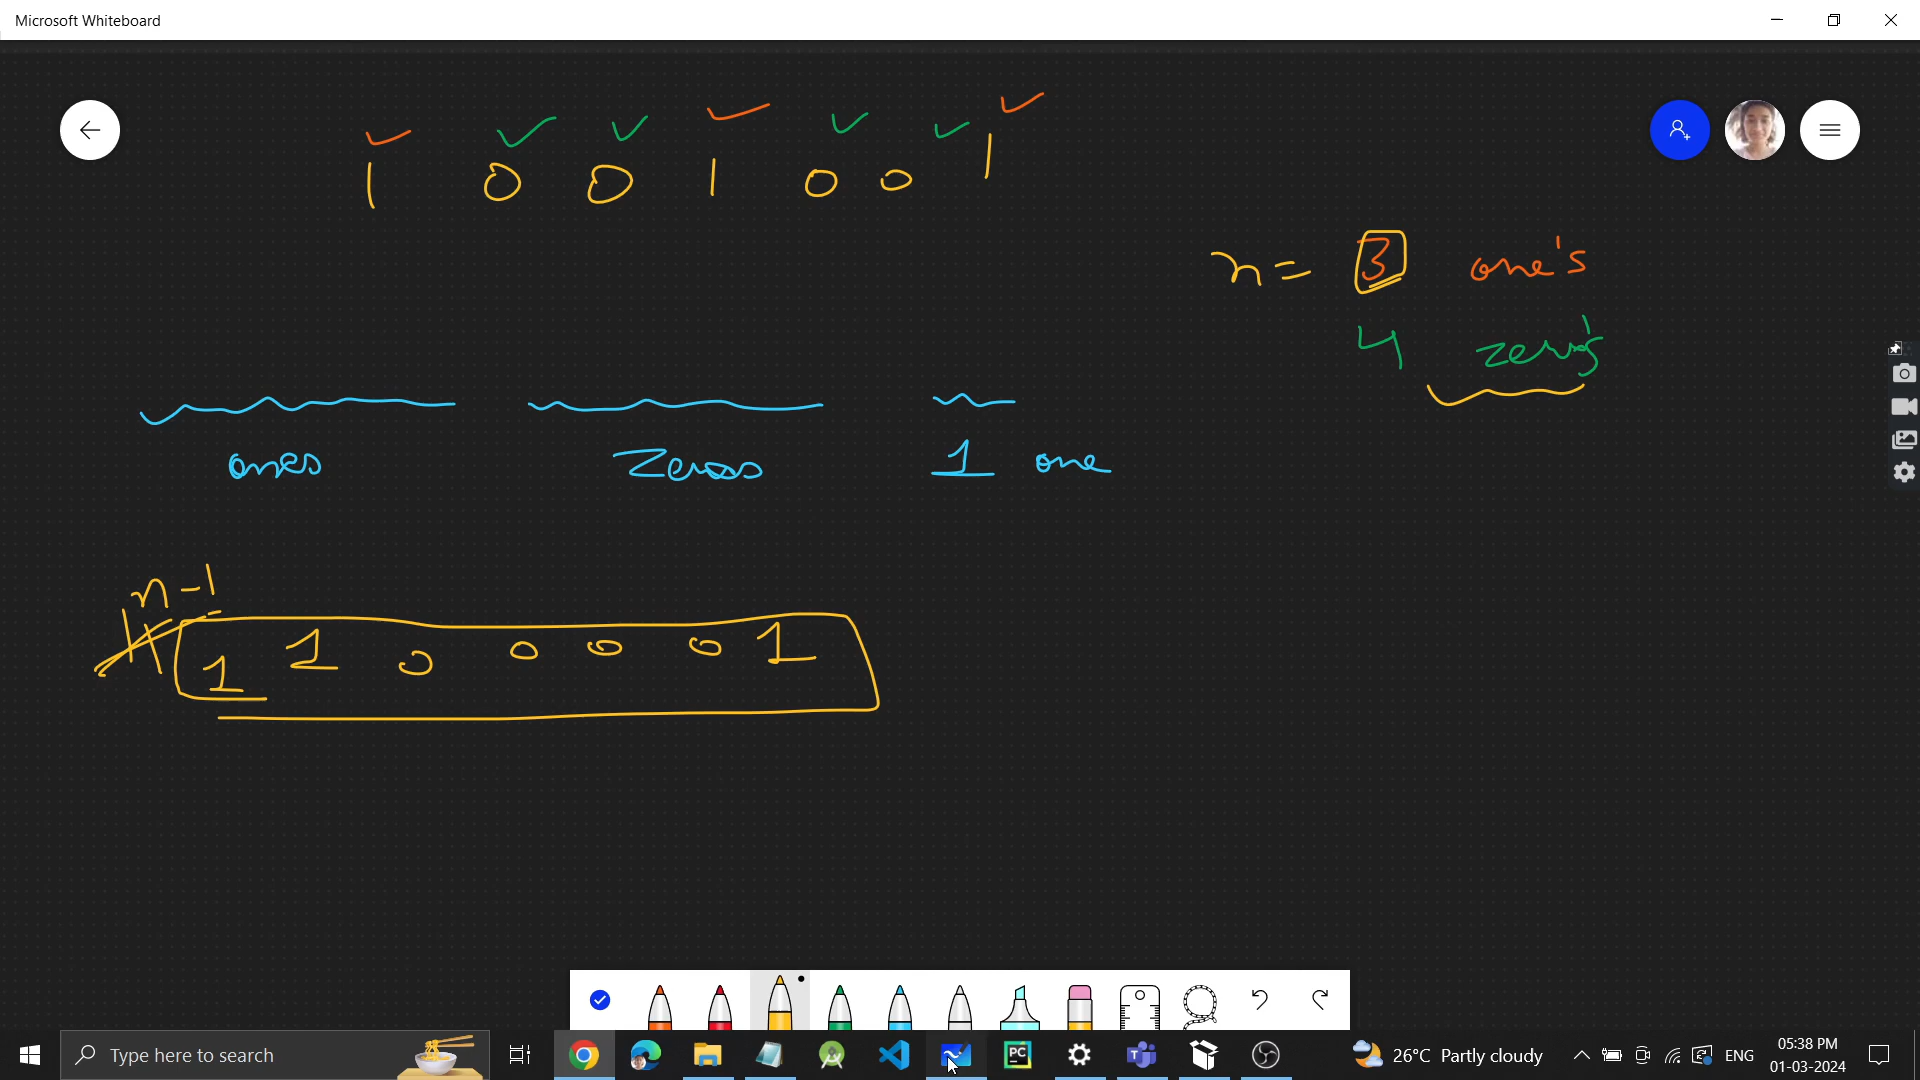 Microsoft Whiteboard
1 0 0 1 0 0 1
n = 3 one's
4 zero's
ones zeros 1 one
n-1
1 1 0 0 0 0 1
PC
Type here to search
26°C Partly cloudy
ENG
05:38 PM
01-03-2024